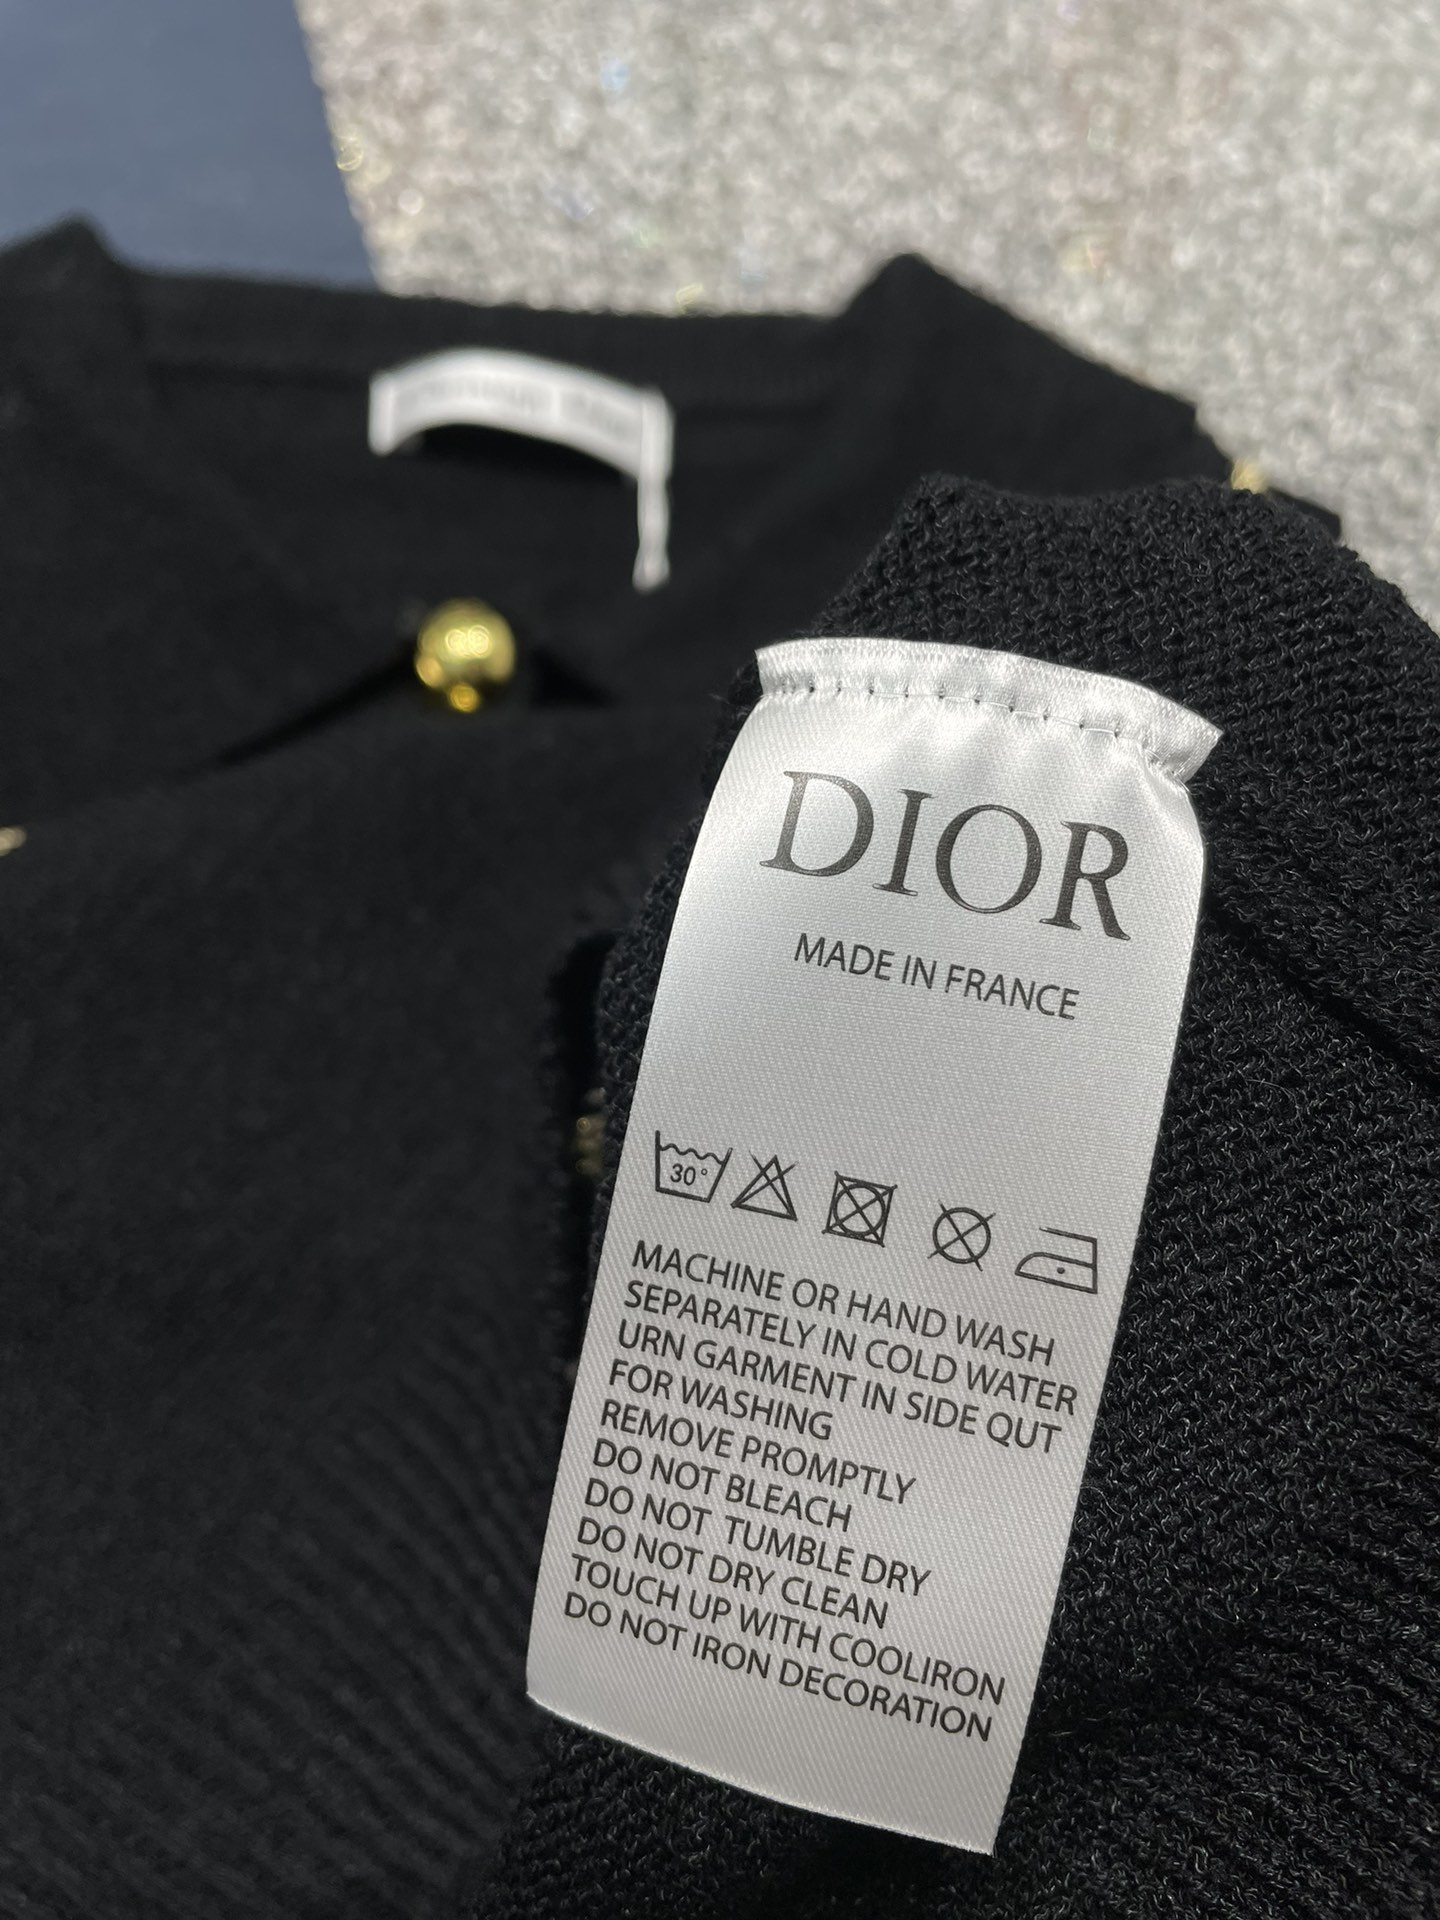 DIOR
MADE IN FRANCE
30°
MACHINE OR HAND WASH
SEPARATELY IN COLD WATER
URN GARMENT IN SIDE QUT
FOR WASHING
REMOVE PROMPTLY
DO NOT BLEACH
DO NOT TUMBLE DRY
DO NOT DRY CLEAN
TOUCH UP WITH COOLIRON
DO NOT IRON DECORATION